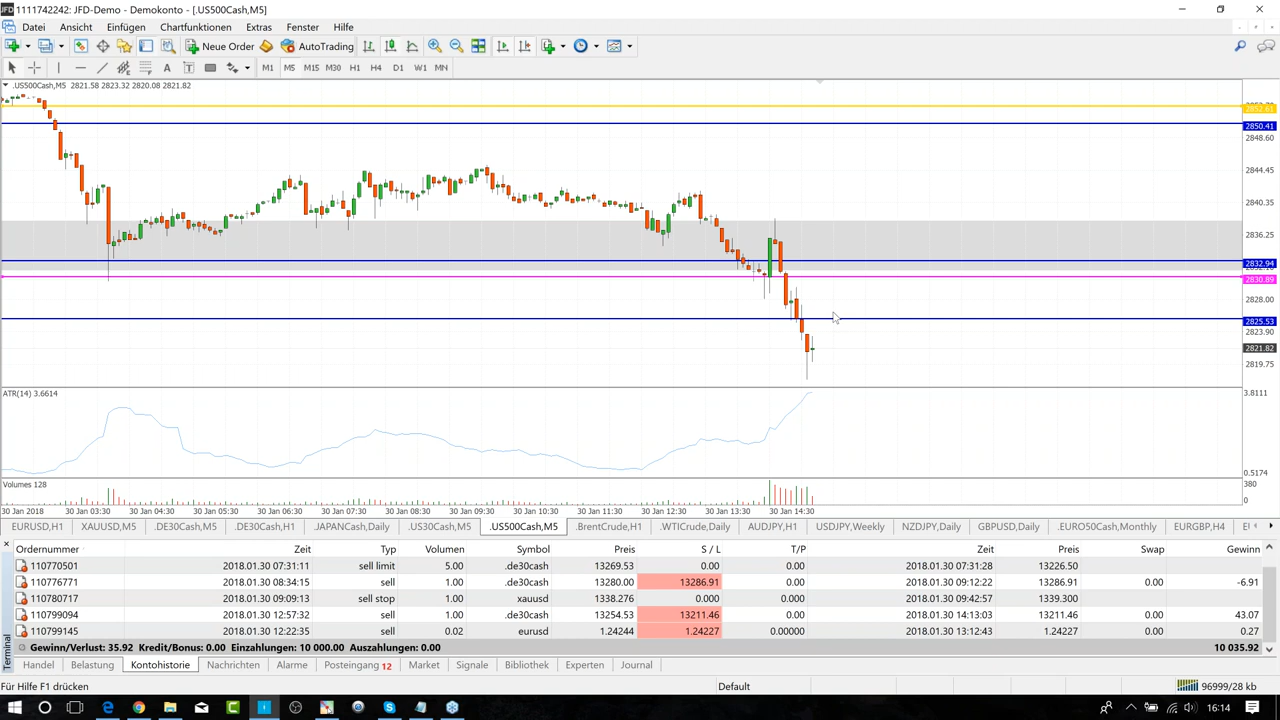 JFD 1111742242: JFD-Demo - Demokonto - [.US500Cash,M5]
Datei Ansicht Einfügen Chartfunktionen Extras Fenster Hilfe
New Order AutoTrading
A T M1 M5 M15 M30 H1 H4 D1 W1 MN
.US500Cash,M5 2821.58 2823.32 2820.08 2821.82
2852.61
2850.41
2848.60
2844.45
2840.35
2836.25
2832.94
2830.89
2828.00
2825.53
2823.90
2821.82
2819.75
ATR(14) 3.6614 3.8111
0.5174
Volumes 128 380
0
30 Jan 2018 30 Jan 03:30 30 Jan 04:30 30 Jan 05:30 30 Jan 06:30 30 Jan 07:30 30 Jan 08:30 30 Jan 09:30 30 Jan 10:30 30 Jan 11:30 30 Jan 12:30 30 Jan 13:30 30 Jan 14:30
EURUSD,H1 XAUUSD,M5 .DE30Cash,M5 .DE30Cash,H1 .JAPANCash,Daily .US30Cash,M5 .US500Cash,M5 .BrentCrude,H1 .WTICrude,Daily AUDJPY,H1 USDJPY,Weekly NZDJPY,Daily GBPUSD,Daily .EURO50Cash,Monthly EURGBP,H4
Ordernummer Zeit Typ Volumen Symbol Preis S / L T/P Zeit Preis Swap Gewinn
110770501 2018.01.30 07:31:11 sell limit 5.00 .de30cash 13269.53 0.00 0.00 2018.01.30 07:31:28 13226.50
110776771 2018.01.30 08:34:15 sell 1.00 .de30cash 13280.00 13286.91 0.00 2018.01.30 09:12:22 13286.91 0.00 -6.91
110780717 2018.01.30 09:09:13 sell stop 1.00 xauusd 1338.276 0.000 0.000 2018.01.30 09:42:57 1339.300
110799094 2018.01.30 12:57:32 sell 1.00 .de30cash 13254.53 13211.46 0.00 2018.01.30 14:13:03 13211.46 0.00 43.07
110799145 2018.01.30 12:22:35 sell 0.02 eurusd 1.24244 1.24227 0.00000 2018.01.30 13:12:43 1.24227 0.00 0.27
Gewinn/Verlust: 35.92 Kredit/Bonus: 0.00 Einzahlungen: 10 000.00 Auszahlungen: 0.00 10 035.92
Terminal
Handel Belastung Kontohistorie Nachrichten Alarme Posteingang 12 Market Signale Bibliothek Experten Journal
Für Hilfe F1 drücken Default 96999/28 kb
16:14